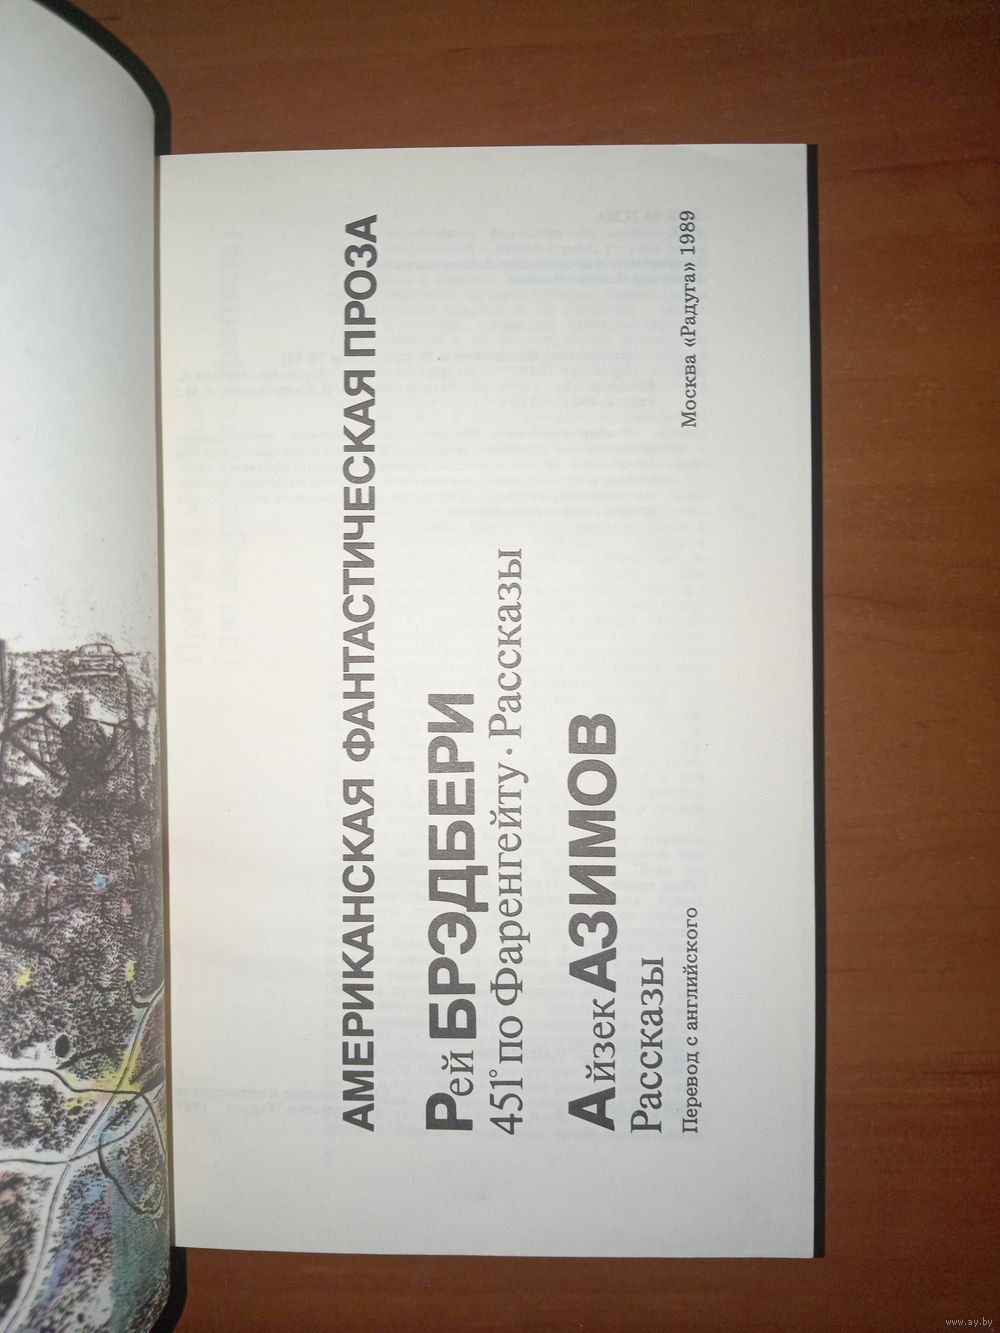 АМЕРИКАНСКАЯ ФАНТАСТИЧЕСКАЯ ПРОЗА
Рей БРЭДБЕРИ
451° по Фаренгейту · Рассказы
Айзек АЗИМОВ
Рассказы
Перевод с английского
Москва «Радуга» 1989
www.ay.by